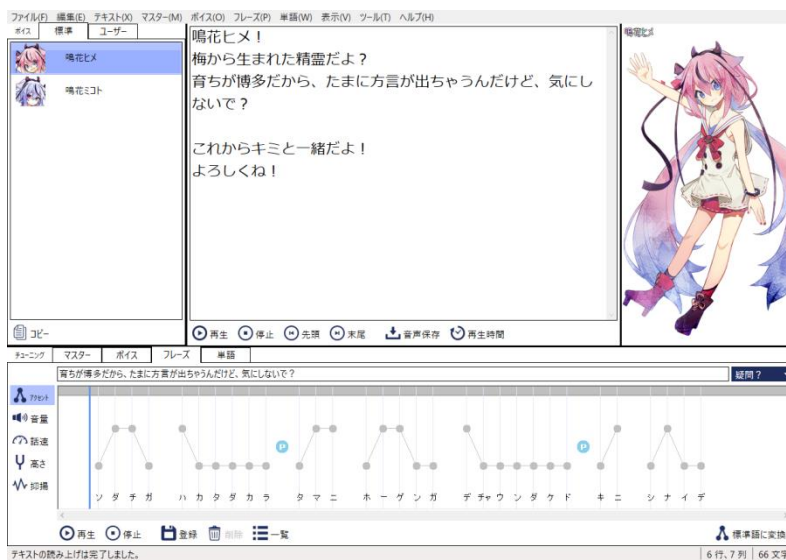 ファイル(F) 編集(E) テキスト(X) マスター(M) ボイス(O) フレーズ(P) 単語(W) 表示(V) ツール(T) ヘルプ(H)
ボイス 標準 ユーザー
鳴花ヒメ
鳴花ミコト
コピー
鳴花ヒメ！
梅から生まれた精霊だよ？
育ちが博多だから、たまに方言が出ちゃうんだけど、気にし
ないで？
これからキミと一緒だよ！
よろしくね！
再生 停止 先頭 末尾 音声保存 再生時間
鳴花ヒメ
チューニング マスター ボイス フレーズ 単語
育ちが博多だから、たまに方言が出ちゃうんだけど、気にしないで？ 疑問？
アクセント
音量
話速
高さ
抑揚
P P
ソ ダ チ ガ ハ カ タ ダ カ ラ タ マ ニ ホ ー ゲ ン ガ デ チャ ウ ン ダ ケ ド キ ニ シ ナ イ デ
再生 停止 登録 削除 一覧 標準語に変換
テキストの読み上げは完了しました。 6 行、7 列 66 文字